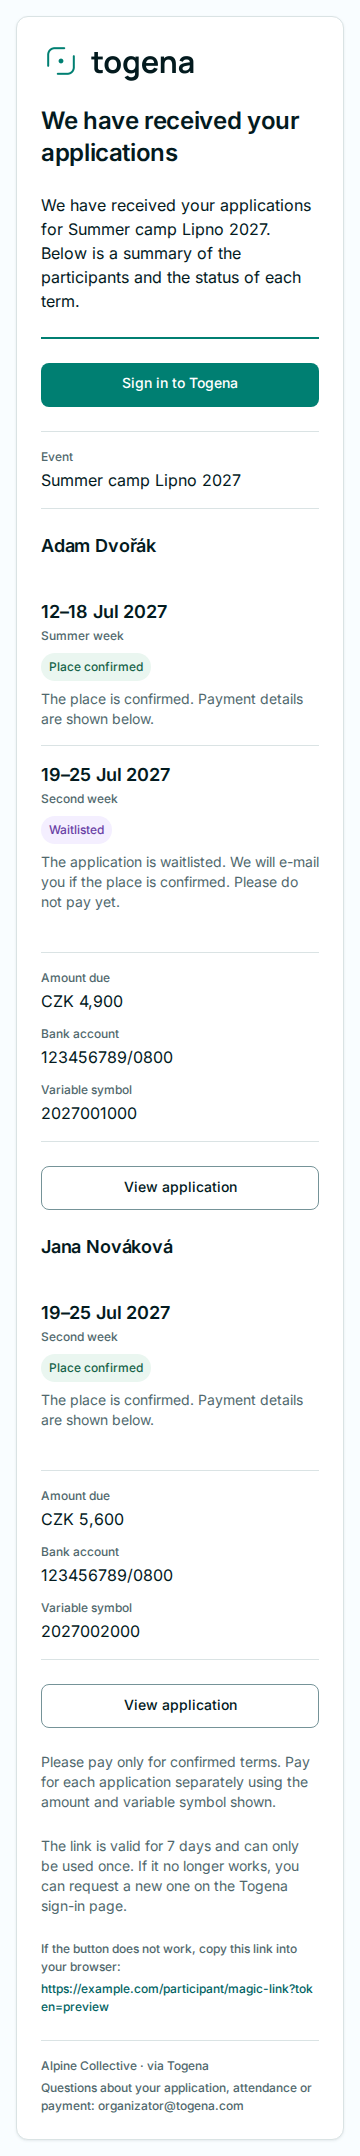 togena
We have received your
applications
We have received your applications
for Summer camp Lipno 2027.
Below is a summary of the
participants and the status of each
term.
Sign in to Togena
Event
Summer camp Lipno 2027
Adam Dvořák
12–18 Jul 2027
Summer week
Place confirmed
The place is confirmed. Payment details
are shown below.
19–25 Jul 2027
Second week
Waitlisted
The application is waitlisted. We will e-mail
you if the place is confirmed. Please do
not pay yet.
Amount due
CZK 4,900
Bank account
123456789/0800
Variable symbol
2027001000
View application
Jana Nováková
19–25 Jul 2027
Second week
Place confirmed
The place is confirmed. Payment details
are shown below.
Amount due
CZK 5,600
Bank account
123456789/0800
Variable symbol
2027002000
View application
Please pay only for confirmed terms. Pay
for each application separately using the
amount and variable symbol shown.
The link is valid for 7 days and can only
be used once. If it no longer works, you
can request a new one on the Togena
sign-in page.
If the button does not work, copy this link into
your browser:
https://example.com/participant/magic-link?tok
en=preview
Alpine Collective · via Togena
Questions about your application, attendance or
payment: organizator@togena.com